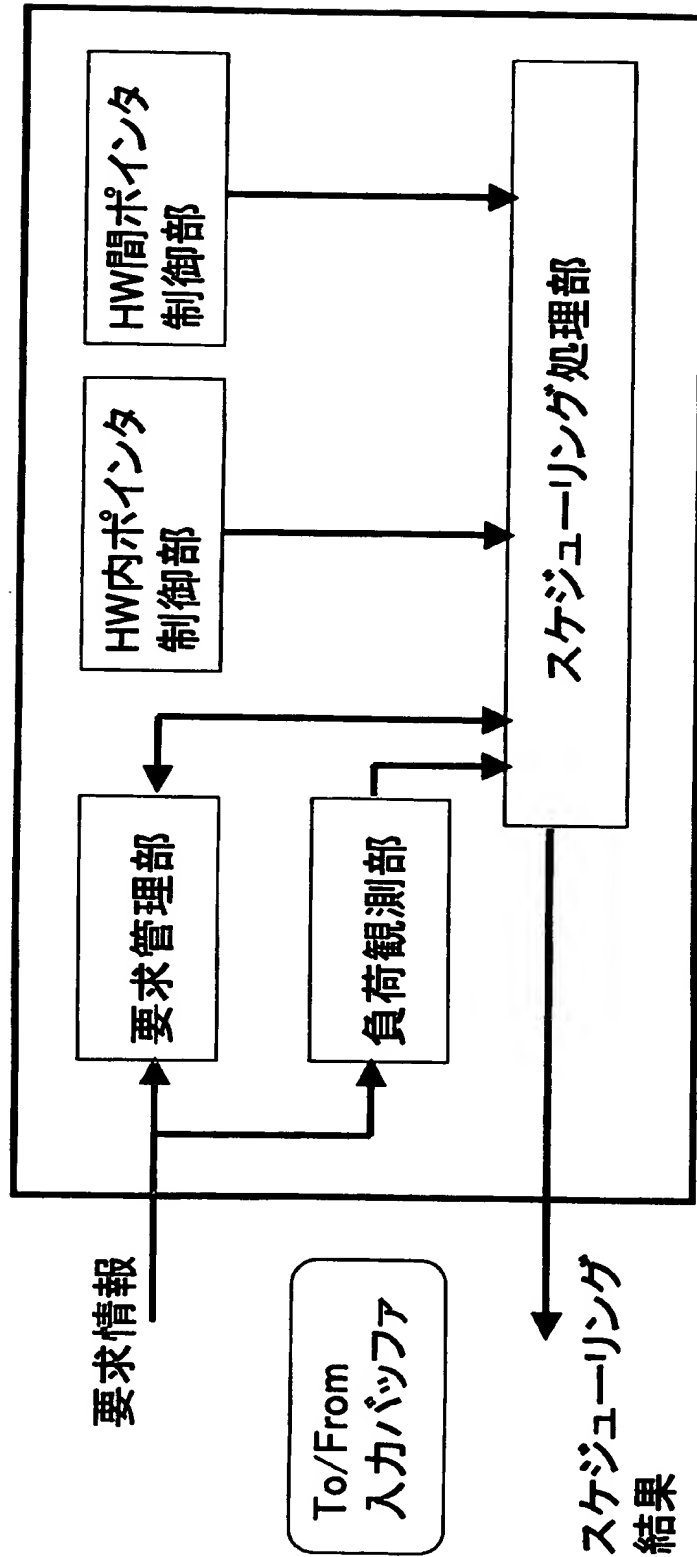 要求情報
To/From
入力バッファ
スケジューリング
結果
要求管理部
負荷観測部
HW内ポインタ
制御部
HW間ポインタ
制御部
スケジューリング処理部